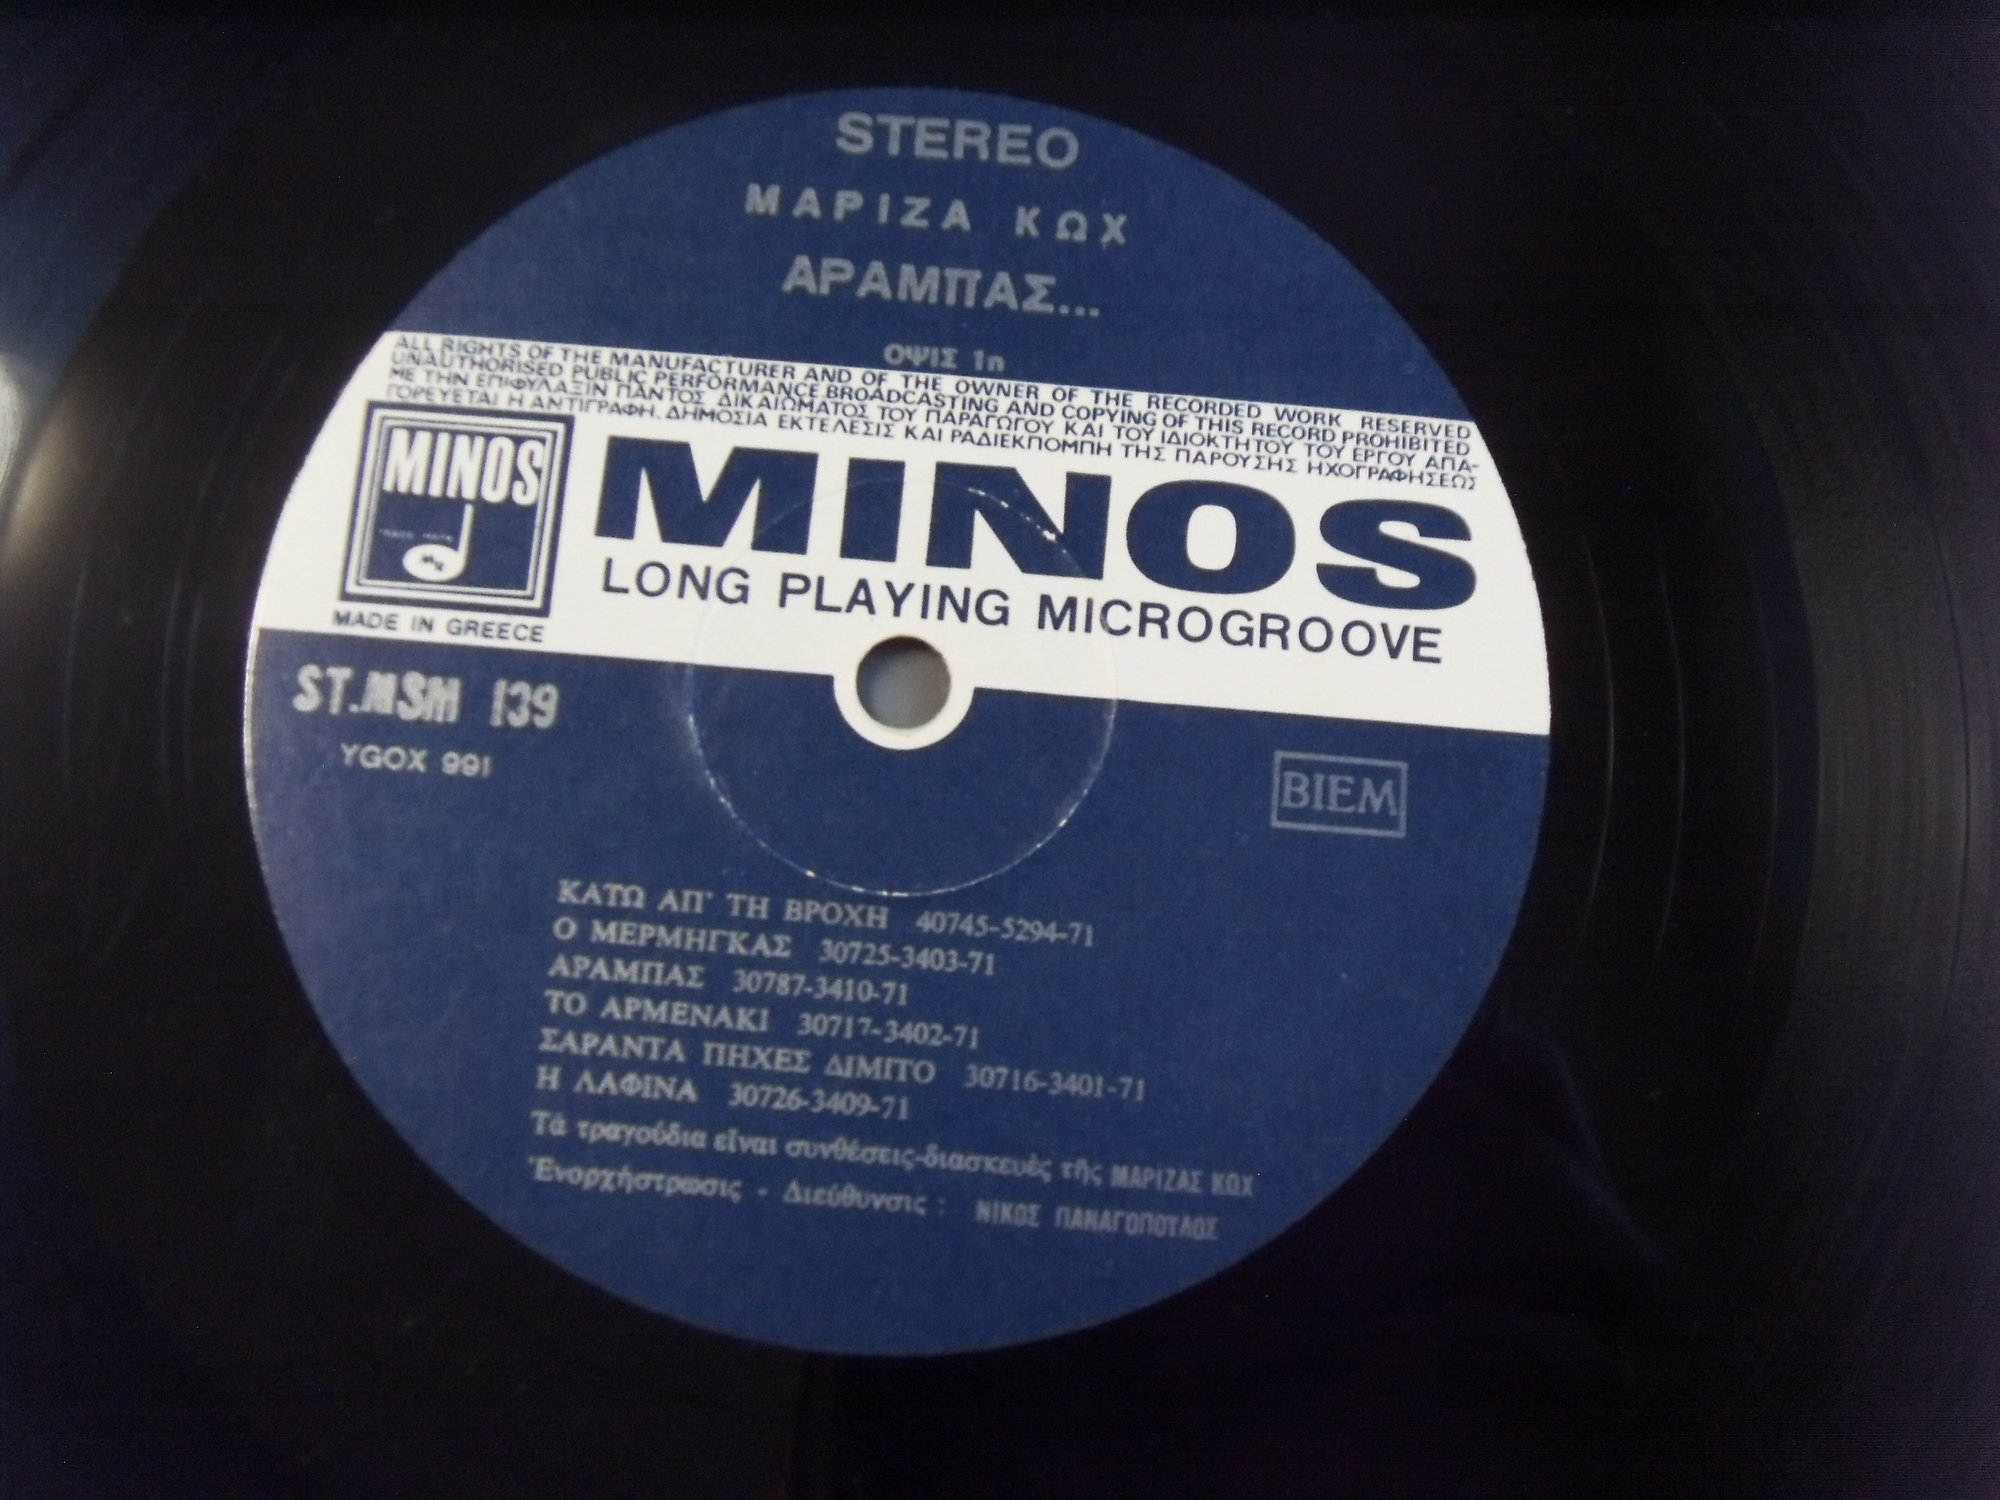 STEREO
ΜΑΡΙΖΑ ΚΩΧ
ΑΡΑΜΠΑΣ...
ΟΨΙΣ 1η
ALL RIGHTS OF THE MANUFACTURER AND OF THE OWNER OF THE RECORDED WORK RESERVED
UNAUTHORISED PUBLIC PERFORMANCE BROADCASTING AND COPYING OF THIS RECORD PROHIBITED
ΜΕ ΤΗΝ ΕΠΙΦΥΛΑΞΙΝ ΠΑΝΤΟΣ ΔΙΚΑΙΩΜΑΤΟΣ ΤΟΥ ΠΑΡΑΓΩΓΟΥ ΚΑΙ ΤΟΥ ΙΔΙΟΚΤΗΤΟΥ ΤΟΥ ΕΡΓΟΥ ΑΠΑ-
ΓΟΡΕΥΕΤΑΙ Η ΑΝΤΙΓΡΑΦΗ, ΔΗΜΟΣΙΑ ΕΚΤΕΛΕΣΙΣ ΚΑΙ ΡΑΔΙΕΚΠΟΜΠΗ ΤΗΣ ΠΑΡΟΥΣΗΣ ΗΧΟΓΡΑΦΗΣΕΩΣ
MINOS
MINOS
LONG PLAYING MICROGROOVE
MADE IN GREECE
ST.MSM 139
YGOX 991
BIEM
ΚΑΤΩ ΑΠ' ΤΗ ΒΡΟΧΗ 40745-5294-71
Ο ΜΕΡΜΗΓΚΑΣ 30725-3403-71
ΑΡΑΜΠΑΣ 30787-3410-71
ΤΟ ΑΡΜΕΝΑΚΙ 30717-3402-71
ΣΑΡΑΝΤΑ ΠΗΧΕΣ ΔΙΜΙΤΟ 30716-3401-71
Η ΛΑΦΙΝΑ 30726-3409-71
Τὰ τραγούδια εἶναι συνθέσεις-διασκευὲς τῆς ΜΑΡΙΖΑΣ ΚΩΧ
Ἐνορχήστρωσις - Διεύθυνσις : ΝΙΚΟΣ ΠΑΝΑΓΟΠΟΥΛΟΣ